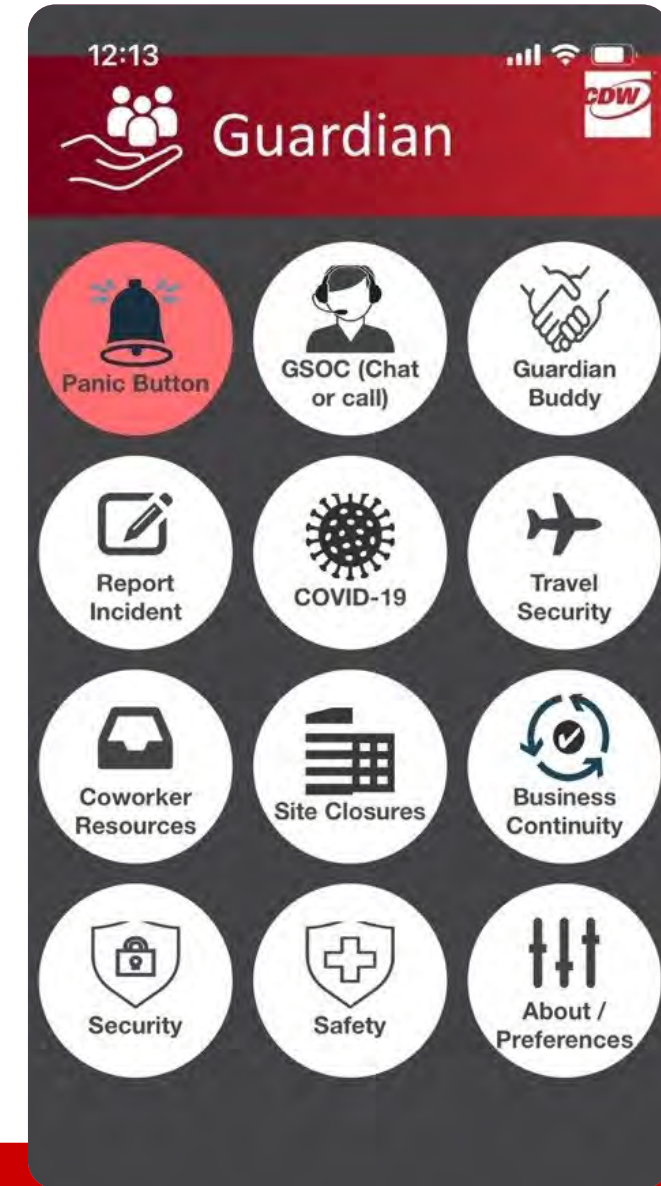 12:13
CDW
Guardian
Panic Button
GSOC (Chat
or call)
Guardian
Buddy
Report
Incident
COVID-19
Travel
Security
Coworker
Resources
Site Closures
Business
Continuity
Security
Safety
About /
Preferences